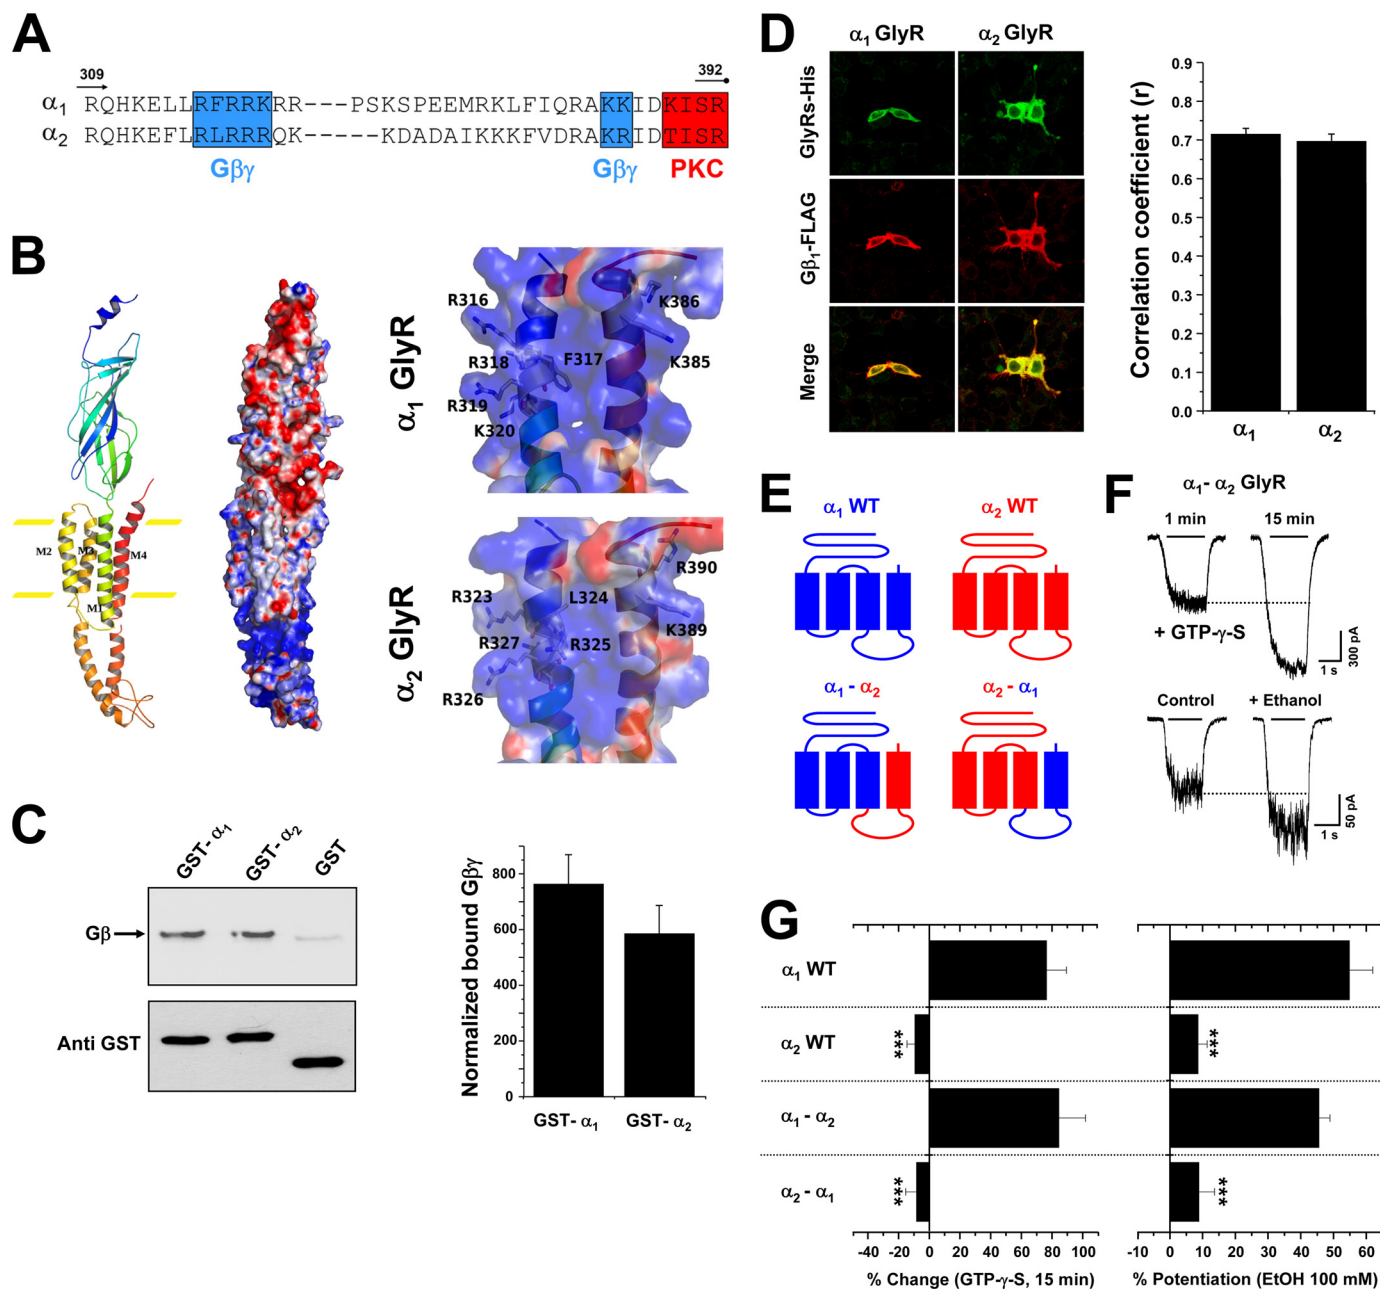 A
309
392
α1 RQHKELLRFRRKRR---PSKSPEEMRKLFIQRAKKIDKISR
α2 RQHKEFLRLRRRQK-----KDADAIKKKFVDRAKRIDTISR
Gβγ
Gβγ
PKC
B
M2
M3
M4
M1
α1 GlyR
R316
R318
R319
K320
F317
K386
K385
α2 GlyR
R323
R327
R326
L324
R325
R390
K389
C
GST- α1
GST- α2
GST
Gβ
Anti GST
Normalized bound Gβγ
800
600
400
200
0
GST- α1
GST- α2
D
α1 GlyR
α2 GlyR
GlyRs-His
Gβ1-FLAG
Merge
Correlation coefficient (r)
0.9
0.8
0.7
0.6
0.5
0.4
0.3
0.2
0.1
0.0
α1
α2
E
α1 WT
α2 WT
α1 - α2
α2 - α1
F
α1- α2 GlyR
1 min
15 min
+ GTP-γ-S
1 s
300 pA
Control
+ Ethanol
1 s
50 pA
G
α1 WT
α2 WT
***
***
α1 - α2
α2 - α1
***
***
-40 -20 0 20 40 60 80 100
% Change (GTP-γ-S, 15 min)
-10 0 10 20 30 40 50 60
% Potentiation (EtOH 100 mM)